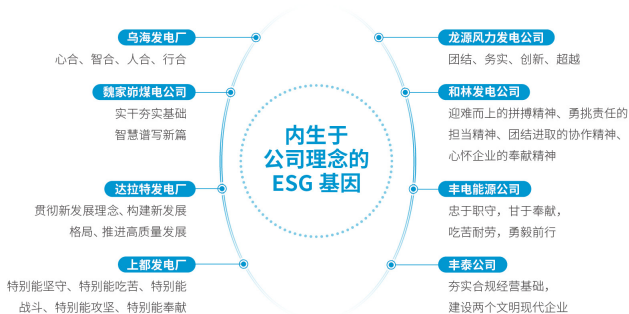 乌海发电厂
心合、智合、人合、行合
魏家峁煤电公司
实干夯实基础
智慧谱写新篇
达拉特发电厂
贯彻新发展理念、构建新发展
格局、推进高质量发展
上都发电厂
特别能坚守、特别能吃苦、特别能
战斗、特别能攻坚、特别能奉献
内生于
公司理念的
ESG 基因
龙源风力发电公司
团结、务实、创新、超越
和林发电公司
迎难而上的拼搏精神、勇挑责任的
担当精神、团结进取的协作精神、
心怀企业的奉献精神
丰电能源公司
忠于职守，甘于奉献，
吃苦耐劳，勇毅前行
丰泰公司
夯实合规经营基础，
建设两个文明现代企业